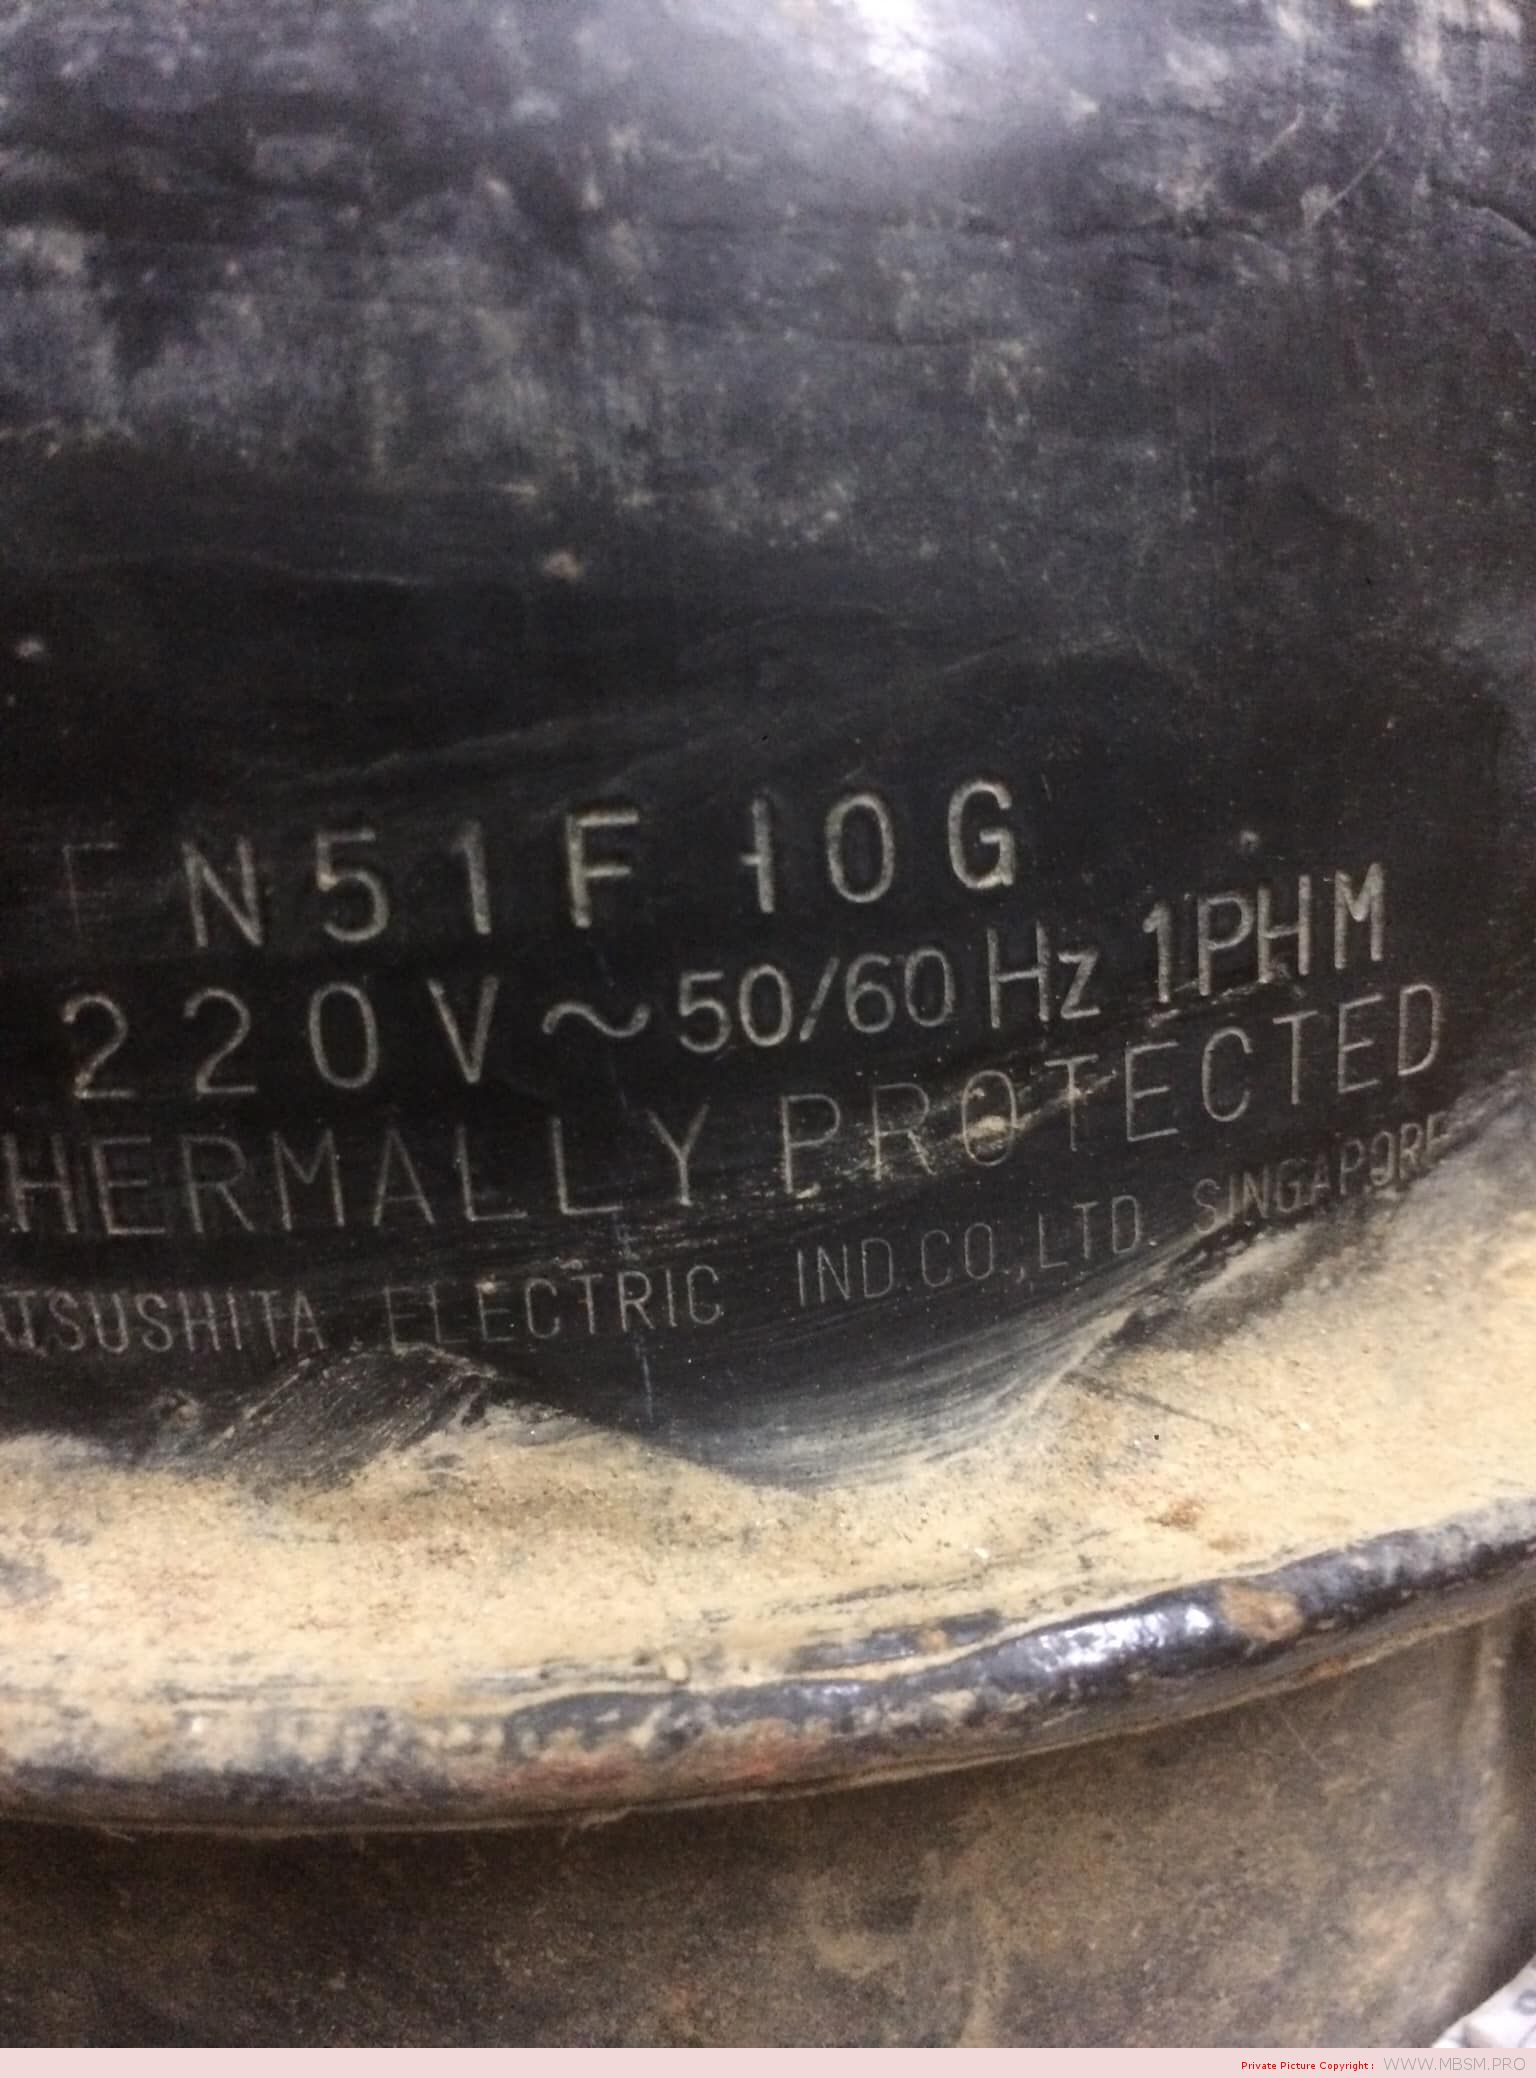 F N51F10G
220V~50/60Hz 1PHM
HERMALLY PROTECTED
ATSUSHITA ELECTRIC IND.CO.,LTD. SINGAPORE
Private Picture Copyright : WWW.MBSM.PRO